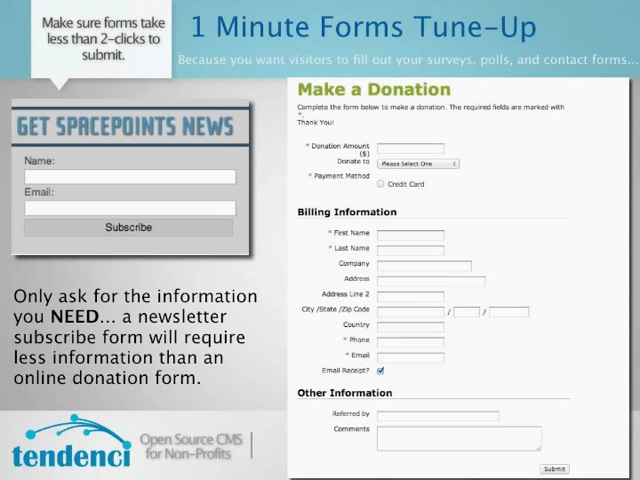 Make sure forms take
less than 2-clicks to
submit.
1 Minute Forms Tune-Up
Because you want visitors to fill out your surveys, polls, and contact forms...
GET SPACEPOINTS NEWS
Name:
Email:
Subscribe
Only ask for the information
you NEED... a newsletter
subscribe form will require
less information than an
online donation form.
tendenci
Open Source CMS
for Non-Profits
Make a Donation
Complete the form below to make a donation. The required fields are marked with
*.
Thank You!
* Donation Amount
($)
Donate to
Please Select One
* Payment Method
Credit Card
Billing Information
* First Name
* Last Name
Company
Address
Address Line 2
City /State /Zip Code
/ /
Country
* Phone
* Email
Email Receipt?
Other Information
Referred by
Comments
Submit